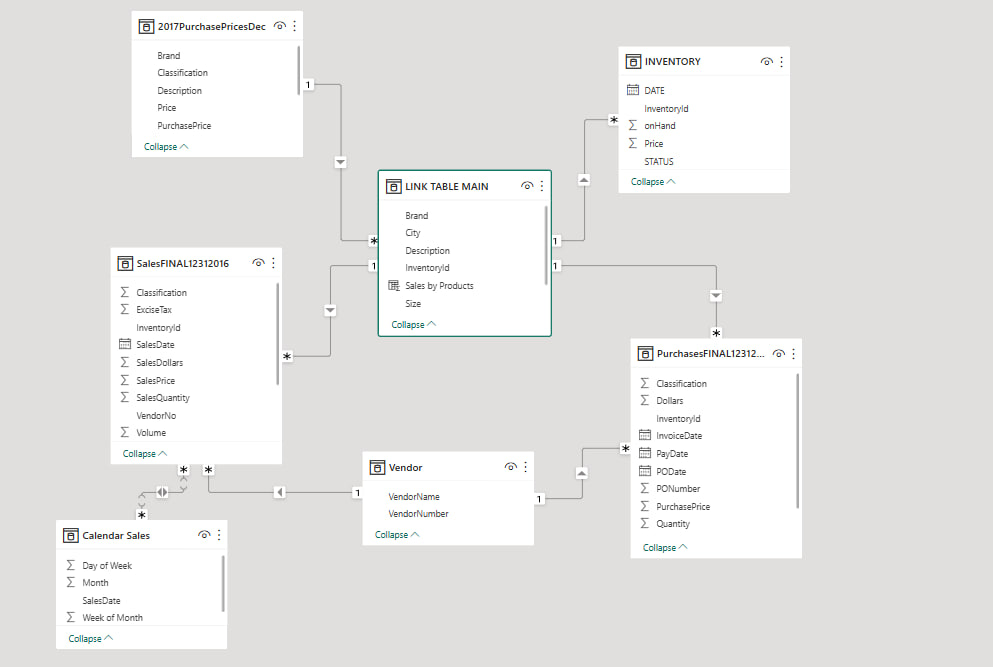 2017PurchasePricesDec
Brand
Classification
Description
Price
PurchasePrice
Collapse
1
*
INVENTORY
DATE
InventoryId
onHand
Price
STATUS
Collapse
*
1
LINK TABLE MAIN
Brand
City
Description
InventoryId
Sales by Products
Size
Collapse
1
1
SalesFINAL12312016
Classification
ExciseTax
InventoryId
SalesDate
SalesDollars
SalesPrice
SalesQuantity
VendorNo
Volume
Collapse
*
*
*
*
PurchasesFINAL12312...
Classification
Dollars
InventoryId
InvoiceDate
PayDate
PODate
PONumber
PurchasePrice
Quantity
Collapse
*
*
Vendor
VendorName
VendorNumber
Collapse
1
1
Calendar Sales
Day of Week
Month
SalesDate
Week of Month
Collapse